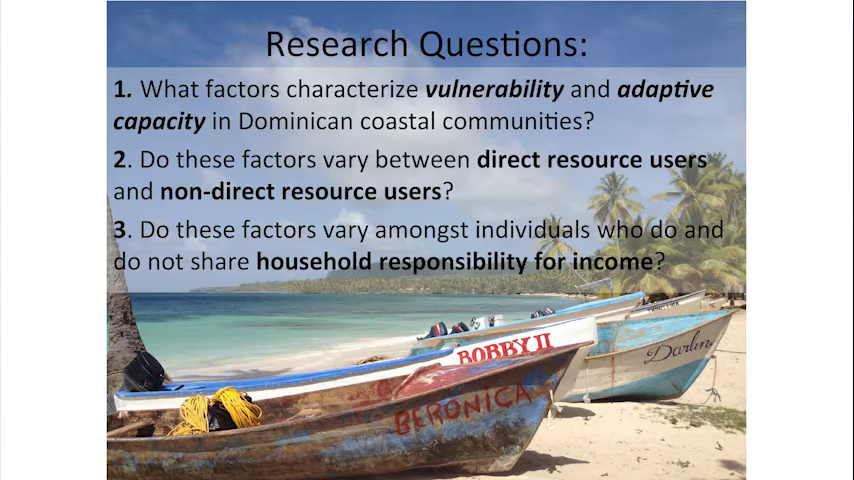 Research Questions:
1. What factors characterize vulnerability and adaptive
capacity in Dominican coastal communities?
2. Do these factors vary between direct resource users
and non-direct resource users?
3. Do these factors vary amongst individuals who do and
do not share household responsibility for income?
BOBBY II
Darlin
BERONICA